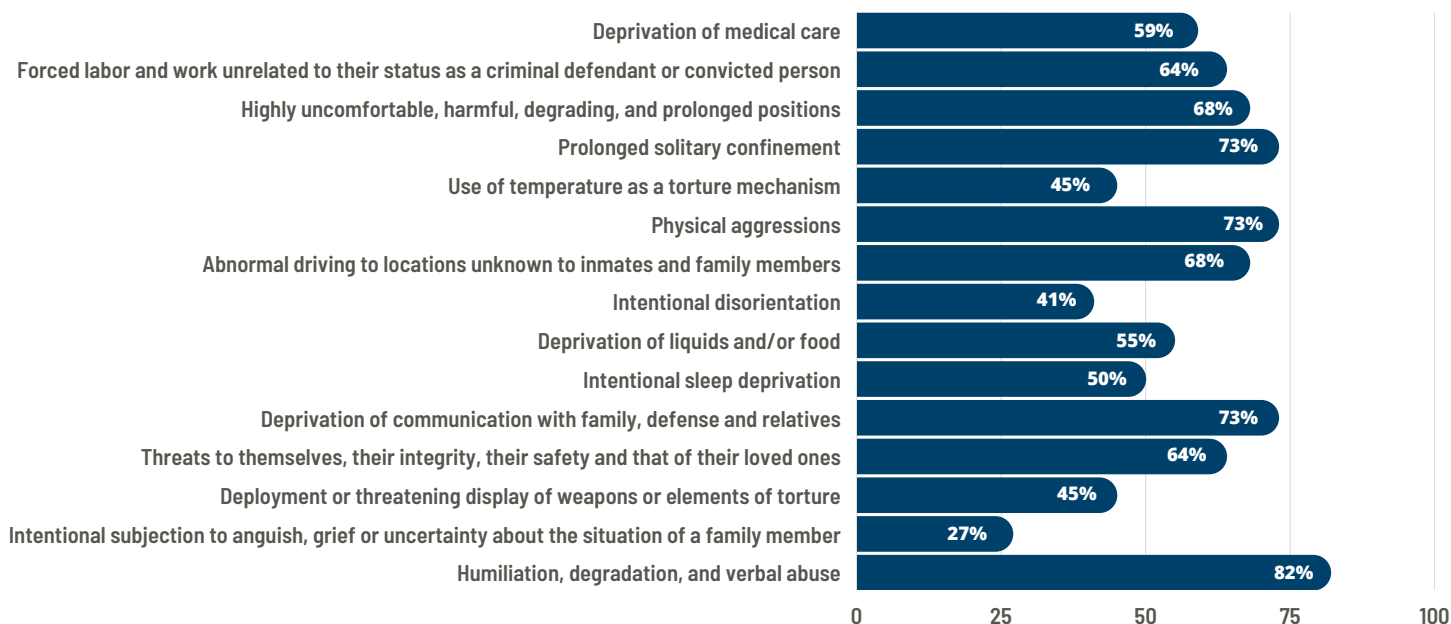 Deprivation of medical care 59%
Forced labor and work unrelated to their status as a criminal defendant or convicted person 64%
Highly uncomfortable, harmful, degrading, and prolonged positions 68%
Prolonged solitary confinement 73%
Use of temperature as a torture mechanism 45%
Physical aggressions 73%
Abnormal driving to locations unknown to inmates and family members 68%
Intentional disorientation 41%
Deprivation of liquids and/or food 55%
Intentional sleep deprivation 50%
Deprivation of communication with family, defense and relatives 73%
Threats to themselves, their integrity, their safety and that of their loved ones 64%
Deployment or threatening display of weapons or elements of torture 45%
Intentional subjection to anguish, grief or uncertainty about the situation of a family member 27%
Humiliation, degradation, and verbal abuse 82%
0 25 50 75 100